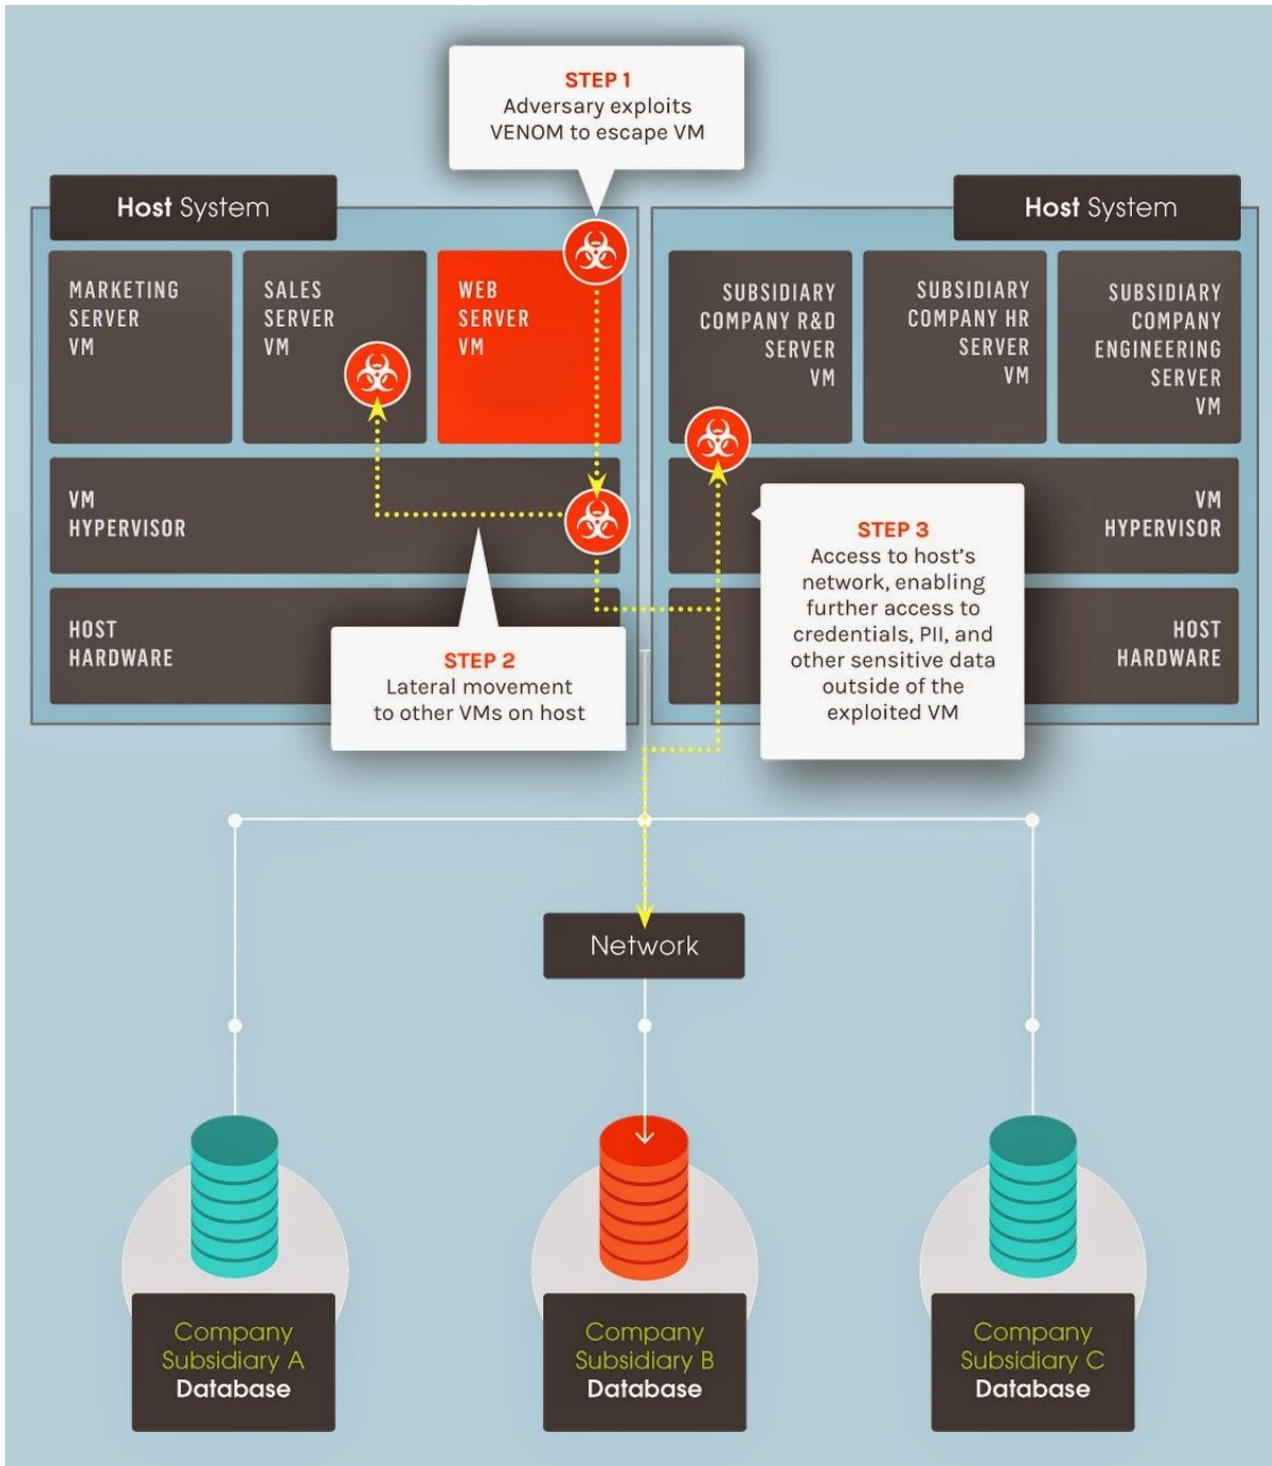 STEP 1
Adversary exploits
VENOM to escape VM
Host System
Host System
MARKETING
SERVER
VM
SALES
SERVER
VM
WEB
SERVER
VM
SUBSIDIARY
COMPANY R&D
SERVER
VM
SUBSIDIARY
COMPANY HR
SERVER
VM
SUBSIDIARY
COMPANY
ENGINEERING
SERVER
VM
VM
HYPERVISOR
VM
HYPERVISOR
HOST
HARDWARE
HOST
HARDWARE
STEP 2
Lateral movement
to other VMs on host
STEP 3
Access to host's
network, enabling
further access to
credentials, PII, and
other sensitive data
outside of the
exploited VM
Network
Company
Subsidiary A
Database
Company
Subsidiary B
Database
Company
Subsidiary C
Database